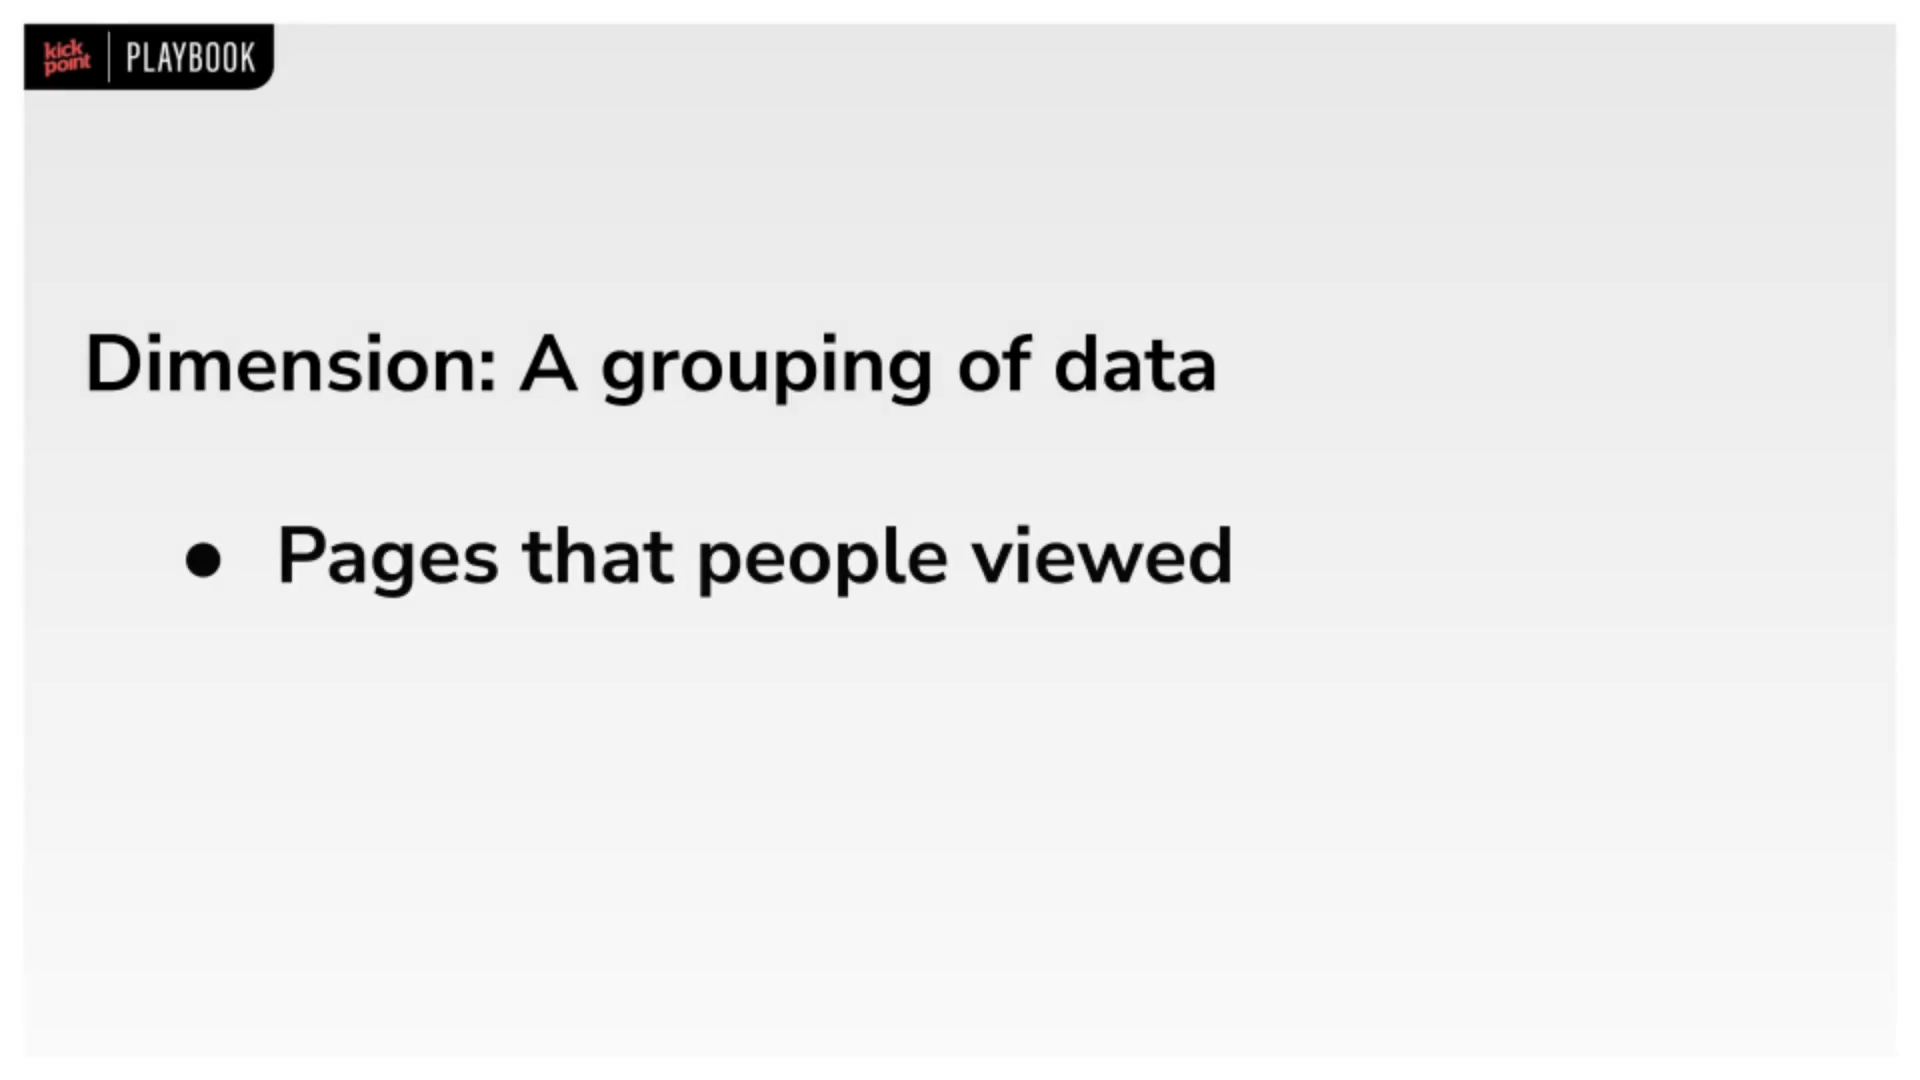 kick
point
PLAYBOOK
Dimension: A grouping of data
● Pages that people viewed